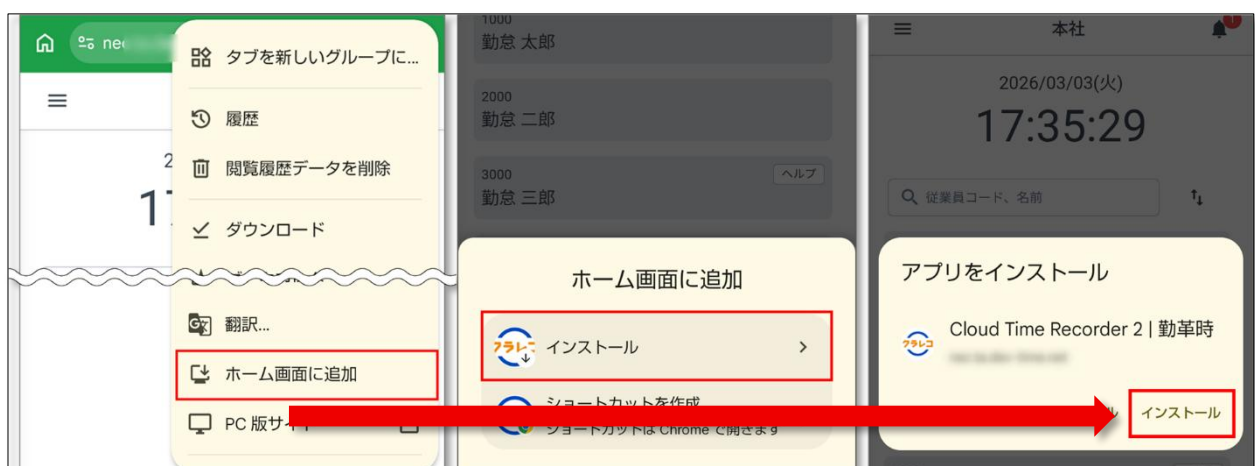 タブを新しいグループに...
履歴
閲覧履歴データを削除
ダウンロード
翻訳...
ホーム画面に追加
PC 版サイト
1000
勤怠 太郎
2000
勤怠 二郎
3000
勤怠 三郎
ヘルプ
ホーム画面に追加
クラレコ
インストール
ショートカットを作成
ショートカットは Chrome で開きます
本社
1
2026/03/03(火)
17:35:29
従業員コード、名前
アプリをインストール
クラレコ
Cloud Time Recorder 2 | 勤革時
インストール